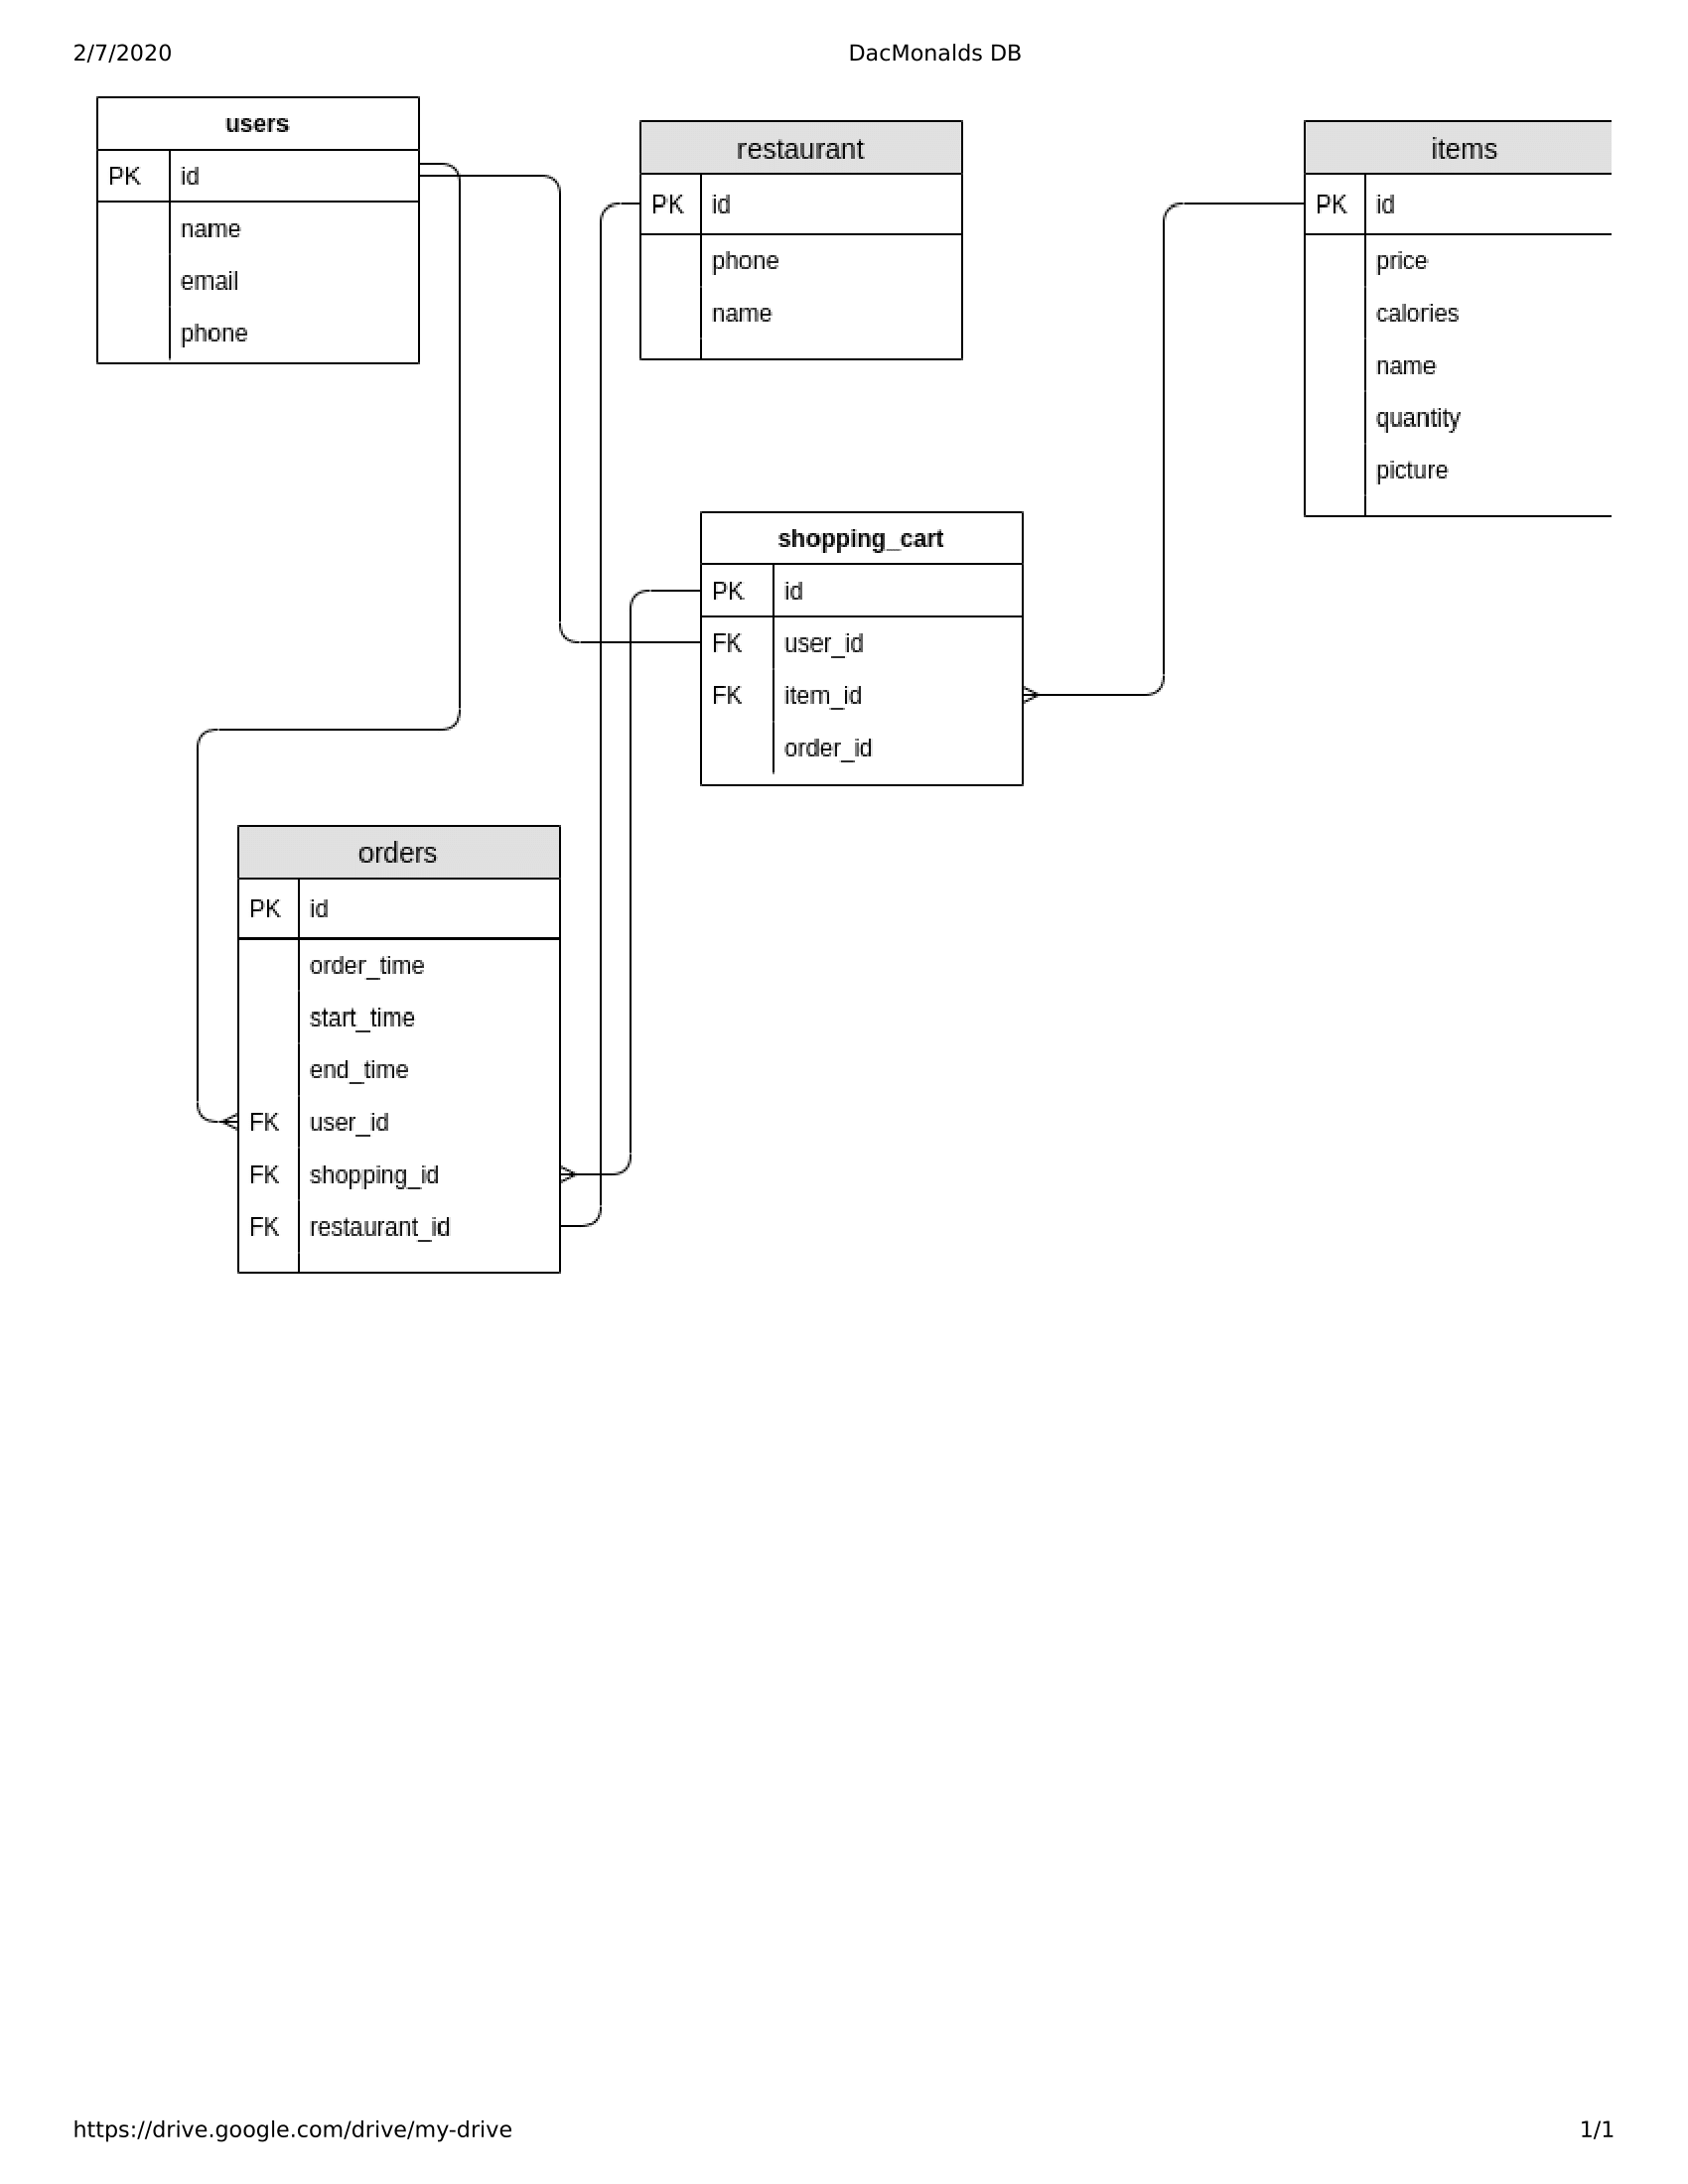 2/7/2020
DacMonalds DB
users
PK id
name
email
phone
restaurant
PK id
phone
name
items
PK id
price
calories
name
quantity
picture
shopping_cart
PK id
FK user_id
FK item_id
order_id
orders
PK id
order_time
start_time
end_time
FK user_id
FK shopping_id
FK restaurant_id
https://drive.google.com/drive/my-drive
1/1